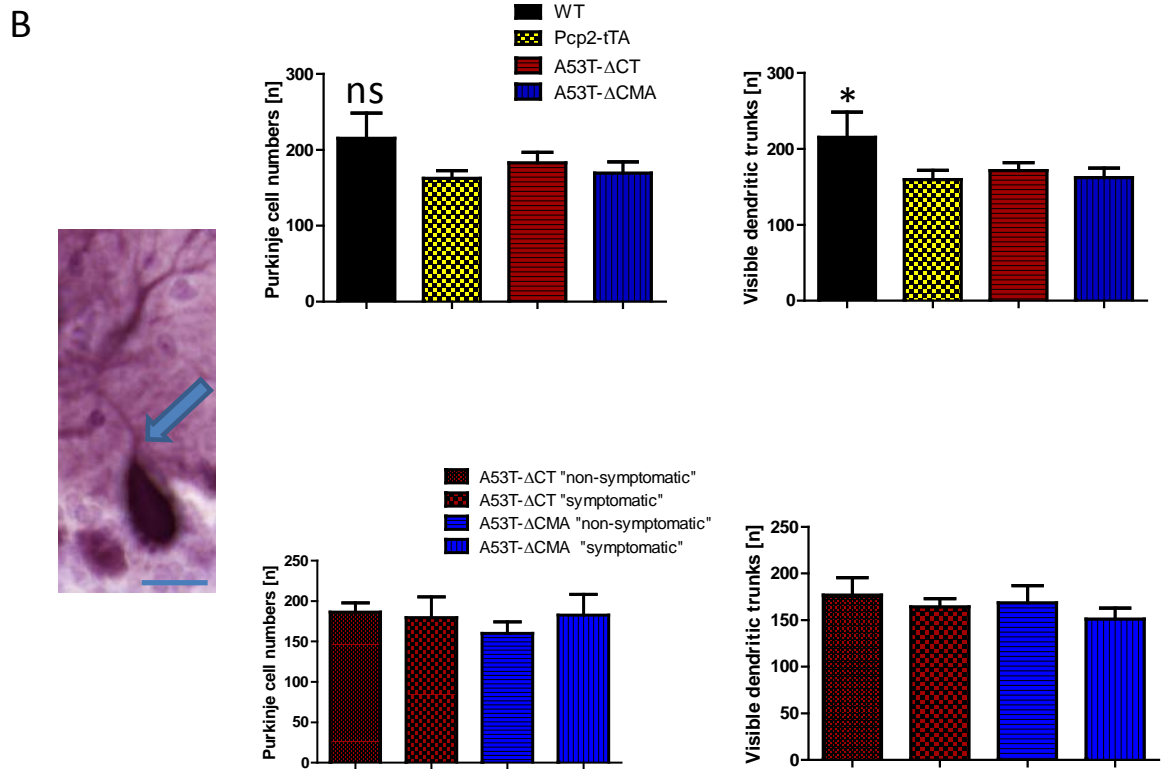 B
WT
Pcp2-tTA
A53T-ΔCT
A53T-ΔCMA
Purkinje cell numbers [n]
300
200
100
0
ns
Visible dendritic trunks [n]
300
200
100
0
*
A53T-ΔCT "non-symptomatic"
A53T-ΔCT "symptomatic"
A53T-ΔCMA "non-symptomatic"
A53T-ΔCMA "symptomatic"
Purkinje cell numbers [n]
250
200
150
100
50
0
Visible dendritic trunks [n]
250
200
150
100
50
0